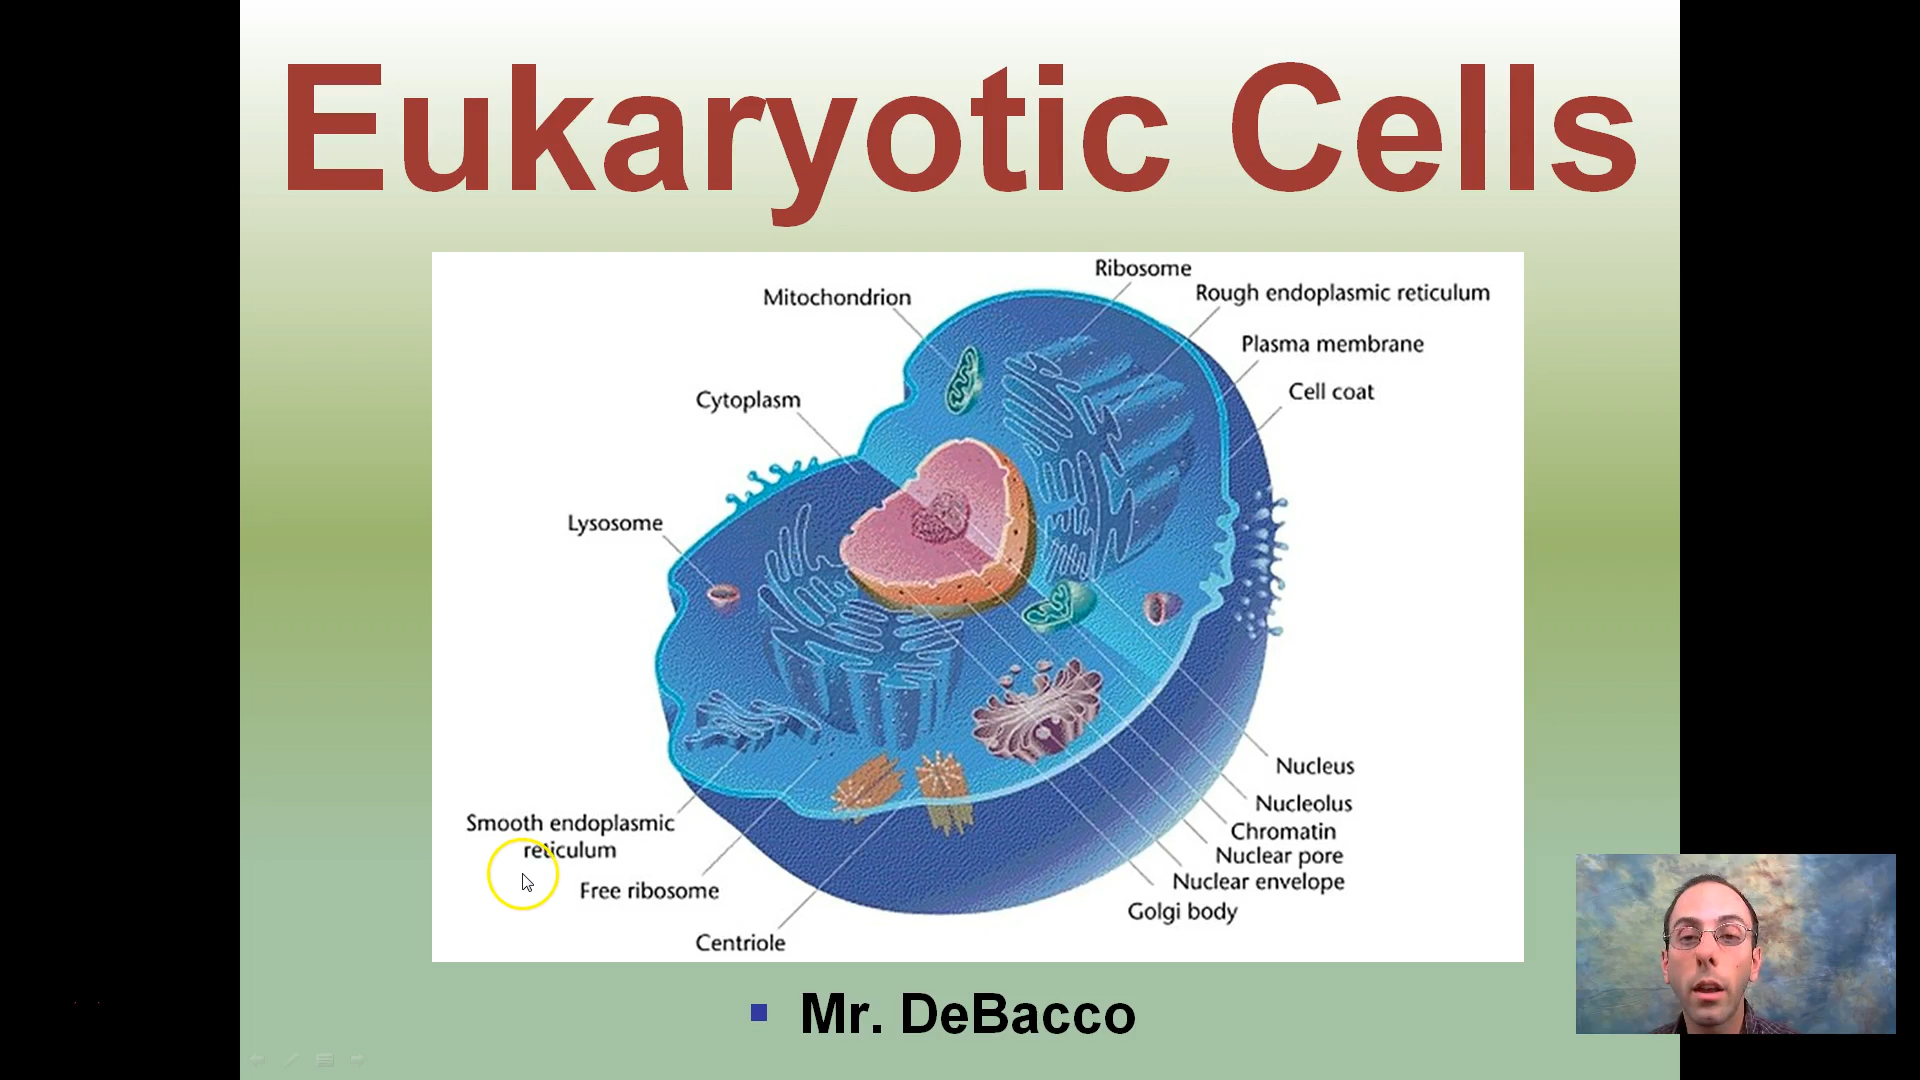 Eukaryotic Cells
Ribosome
Mitochondrion
Rough endoplasmic reticulum
Plasma membrane
Cell coat
Cytoplasm
Lysosome
Smooth endoplasmic
reticulum
Free ribosome
Centriole
Nucleus
Nucleolus
Chromatin
Nuclear pore
Nuclear envelope
Golgi body
Mr. DeBacco